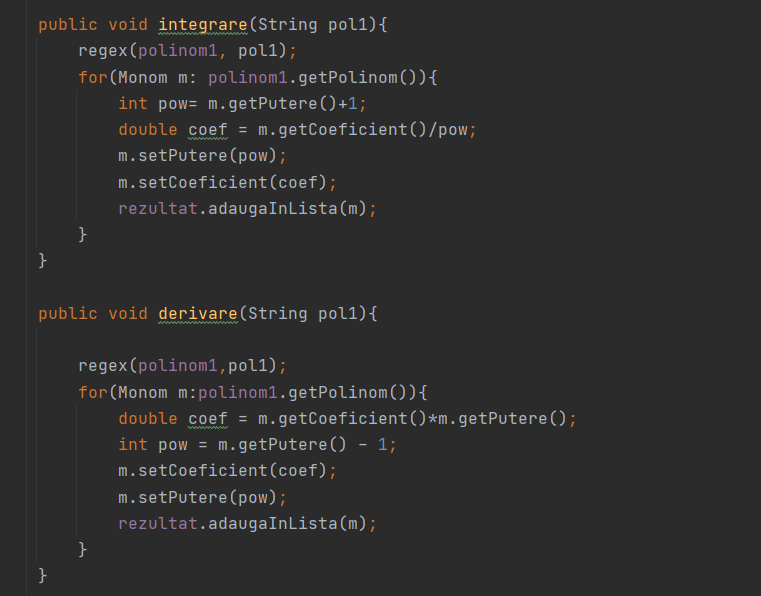 public void integrare(String pol1){
    regex(polinom1, pol1);
    for(Monom m: polinom1.getPolinom()){
        int pow= m.getPutere()+1;
        double coef = m.getCoeficient()/pow;
        m.setPutere(pow);
        m.setCoeficient(coef);
        rezultat.adaugaInLista(m);
    }
}

public void derivare(String pol1){

    regex(polinom1,pol1);
    for(Monom m:polinom1.getPolinom()){
        double coef = m.getCoeficient()*m.getPutere();
        int pow = m.getPutere() - 1;
        m.setCoeficient(coef);
        m.setPutere(pow);
        rezultat.adaugaInLista(m);
    }
}